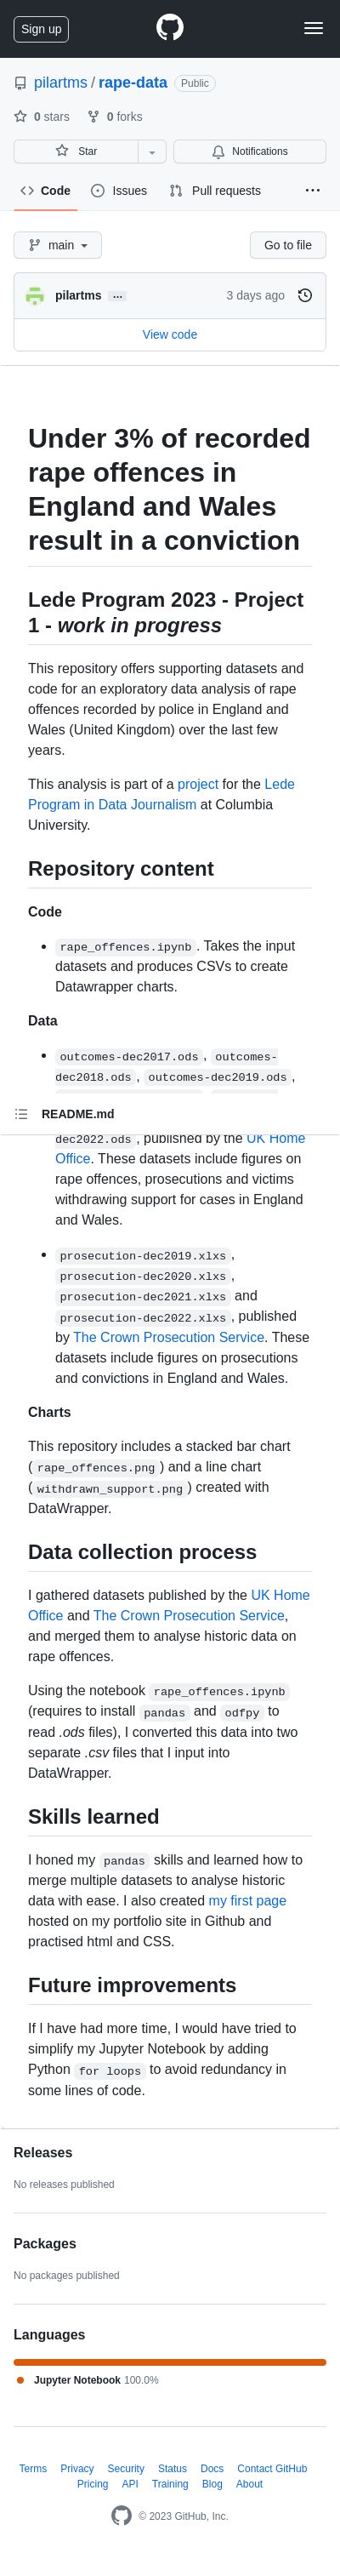 Sign up
pilartms / rape-data Public
0 stars 0 forks
Star Notifications
Code Issues Pull requests
main Go to file
pilartms 3 days ago
View code
Under 3% of recorded
rape offences in
England and Wales
result in a conviction
Lede Program 2023 - Project
1 - work in progress
This repository offers supporting datasets and
code for an exploratory data analysis of rape
offences recorded by police in England and
Wales (United Kingdom) over the last few
years.
This analysis is part of a project for the Lede
Program in Data Journalism at Columbia
University.
Repository content
Code
• rape_offences.ipynb. Takes the input
datasets and produces CSVs to create
Datawrapper charts.
Data
• outcomes-dec2017.ods, outcomes-
dec2018.ods, outcomes-dec2019.ods,
README.md
dec2022.ods, published by the UK Home
Office. These datasets include figures on
rape offences, prosecutions and victims
withdrawing support for cases in England
and Wales.
• prosecution-dec2019.xlxs,
prosecution-dec2020.xlxs,
prosecution-dec2021.xlxs and
prosecution-dec2022.xlxs, published
by The Crown Prosecution Service. These
datasets include figures on prosecutions
and convictions in England and Wales.
Charts
This repository includes a stacked bar chart
(rape_offences.png) and a line chart
(withdrawn_support.png) created with
DataWrapper.
Data collection process
I gathered datasets published by the UK Home
Office and The Crown Prosecution Service,
and merged them to analyse historic data on
rape offences.
Using the notebook rape_offences.ipynb
(requires to install pandas and odfpy to
read .ods files), I converted this data into two
separate .csv files that I input into
DataWrapper.
Skills learned
I honed my pandas skills and learned how to
merge multiple datasets to analyse historic
data with ease. I also created my first page
hosted on my portfolio site in Github and
practised html and CSS.
Future improvements
If I have had more time, I would have tried to
simplify my Jupyter Notebook by adding
Python for loops to avoid redundancy in
some lines of code.
Releases
No releases published
Packages
No packages published
Languages
Jupyter Notebook 100.0%
Terms Privacy Security Status Docs Contact GitHub
Pricing API Training Blog About
© 2023 GitHub, Inc.